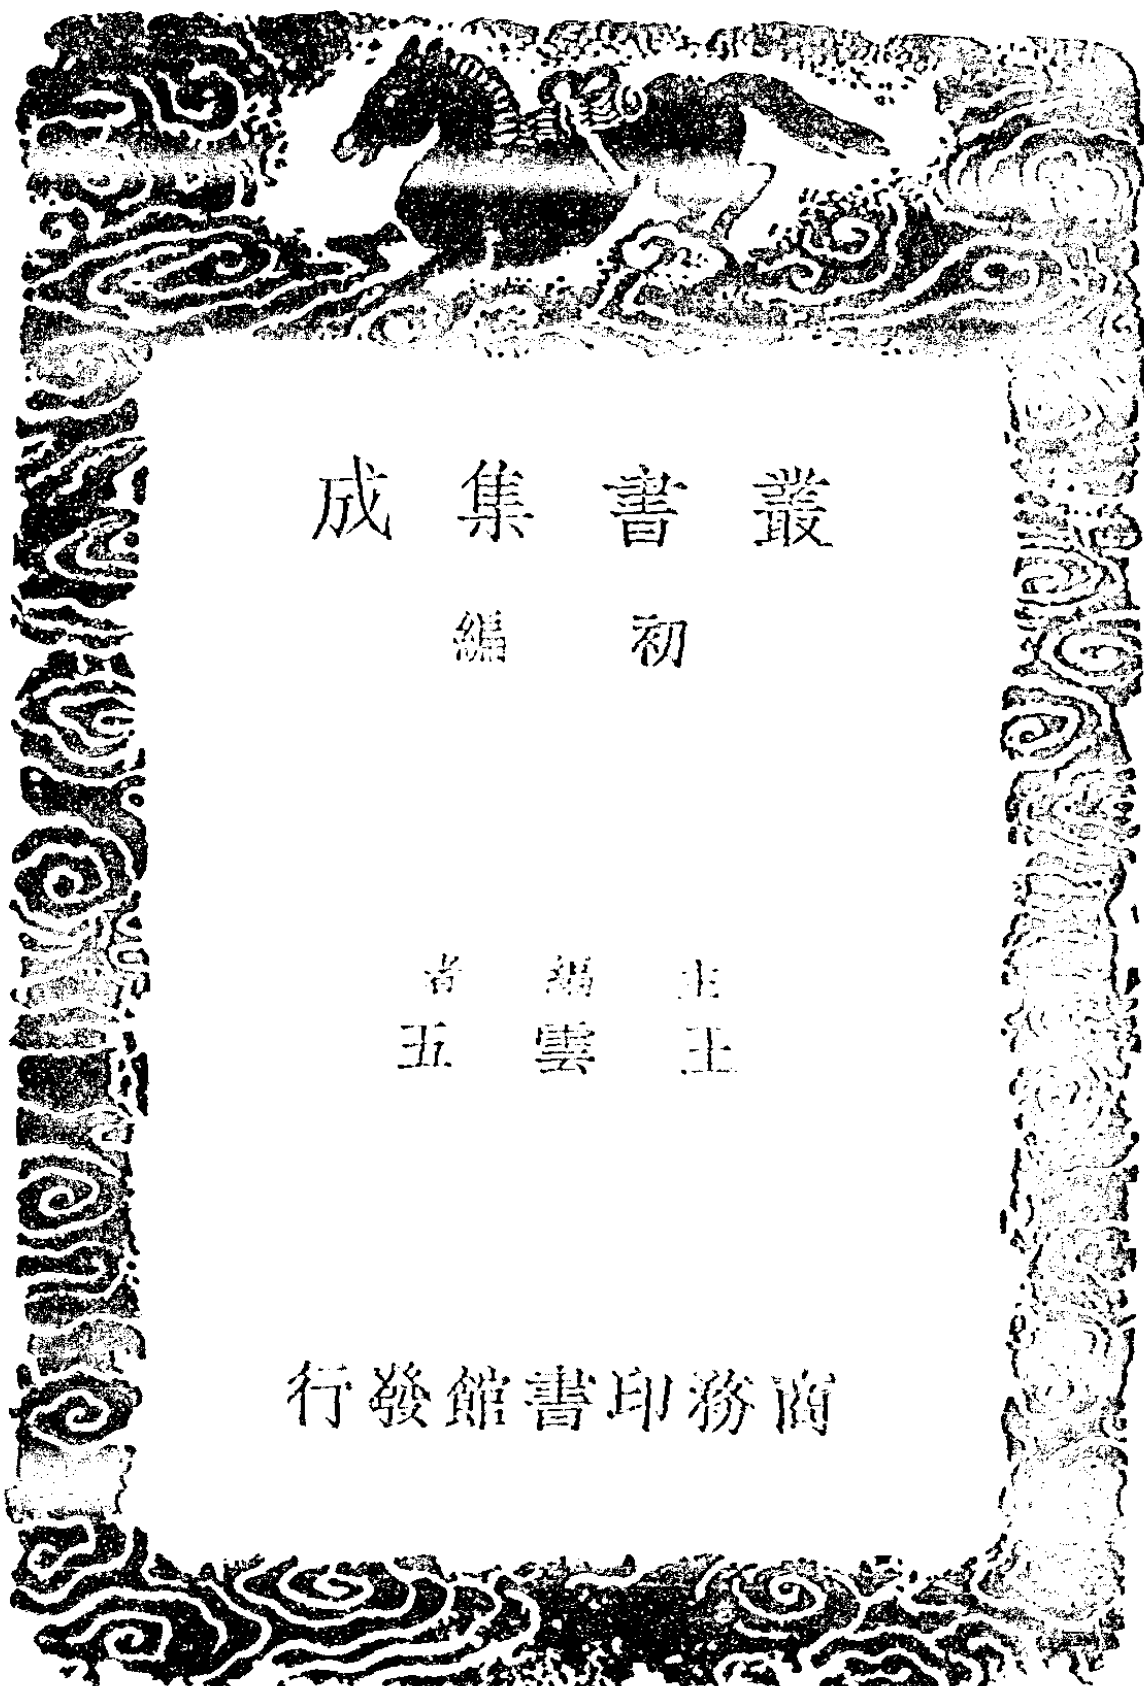 叢書集成
初編
主編者
王雲五
商務印書館發行